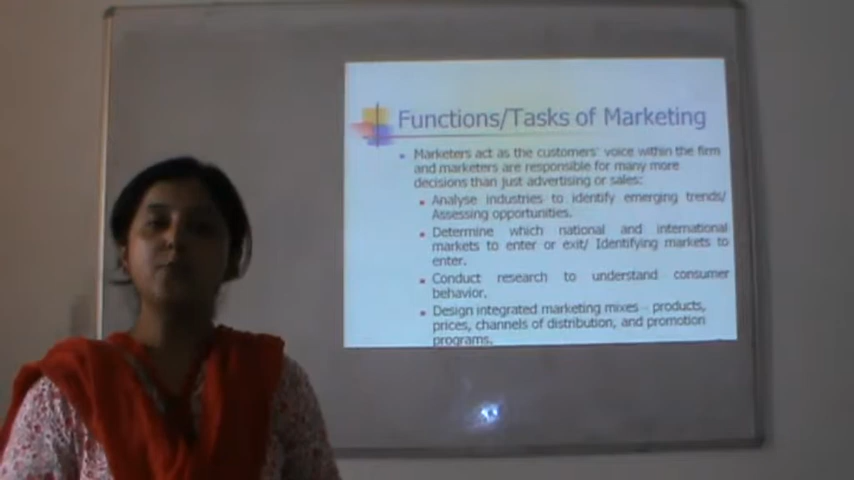 Functions/Tasks of Marketing
Marketers act as the customers' voice within the firm
and marketers are responsible for many more
decisions than just advertising or sales:
Analyse industries to identify emerging trends/
Assessing opportunities.
Determine which national and international
markets to enter or exit/ Identifying markets to
enter.
Conduct research to understand consumer
behavior.
Design integrated marketing mixes – products,
prices, channels of distribution, and promotion
programs.